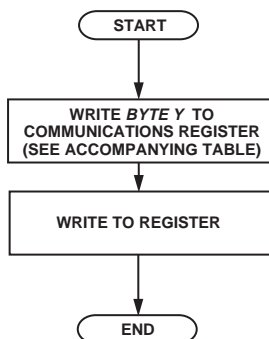 START
WRITE BYTE Y TO
COMMUNICATIONS REGISTER
(SEE ACCOMPANYING TABLE)
WRITE TO REGISTER
END